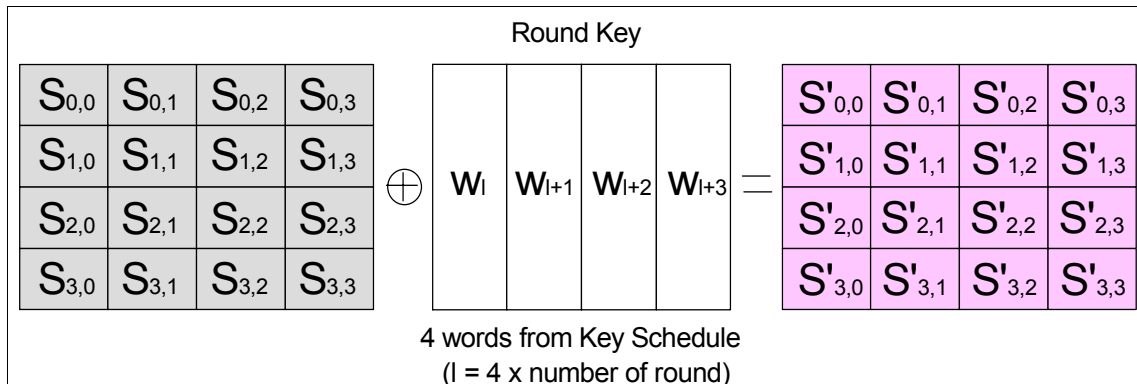 Round Key
S0,0 S0,1 S0,2 S0,3 S'0,0 S'0,1 S'0,2 S'0,3
S1,0 S1,1 S1,2 S1,3 S'1,0 S'1,1 S'1,2 S'1,3
⊕ Wl Wl+1 Wl+2 Wl+3 =
S2,0 S2,1 S2,2 S2,3 S'2,0 S'2,1 S'2,2 S'2,3
S3,0 S3,1 S3,2 S3,3 S'3,0 S'3,1 S'3,2 S'3,3
4 words from Key Schedule
(l = 4 x number of round)